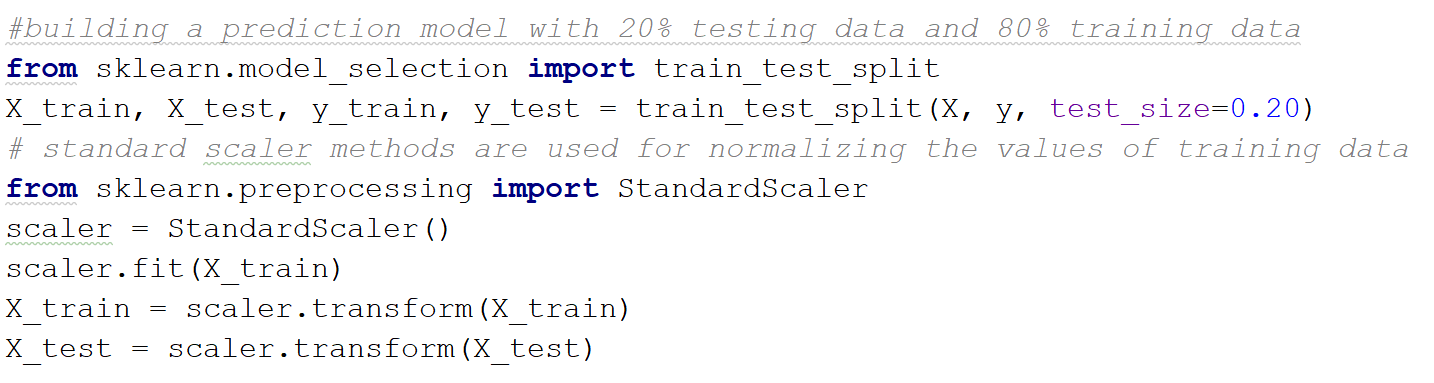 #building a prediction model with 20% testing data and 80% training data
from sklearn.model_selection import train_test_split
X_train, X_test, y_train, y_test = train_test_split(X, y, test_size=0.20)
# standard scaler methods are used for normalizing the values of training data
from sklearn.preprocessing import StandardScaler
scaler = StandardScaler()
scaler.fit(X_train)
X_train = scaler.transform(X_train)
X_test = scaler.transform(X_test)